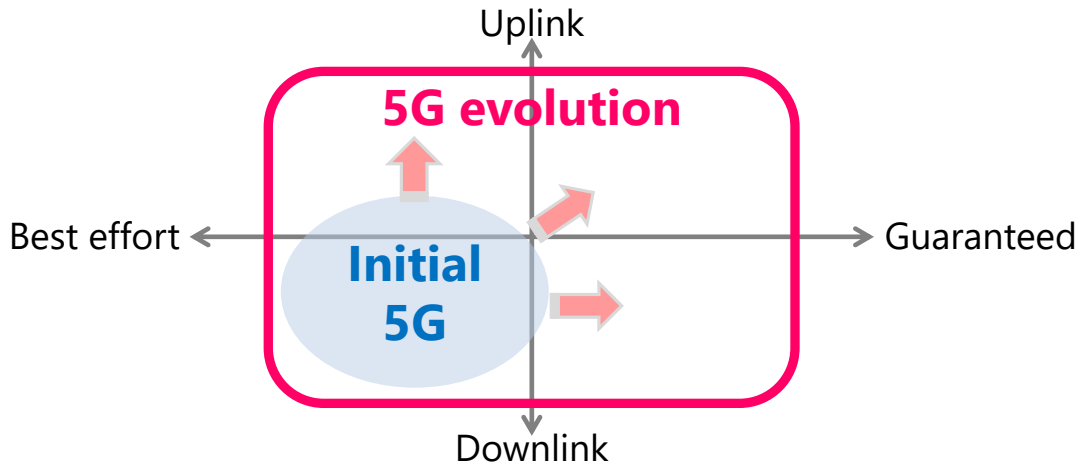 Uplink
5G evolution
Best effort
Guaranteed
Initial
5G
Downlink